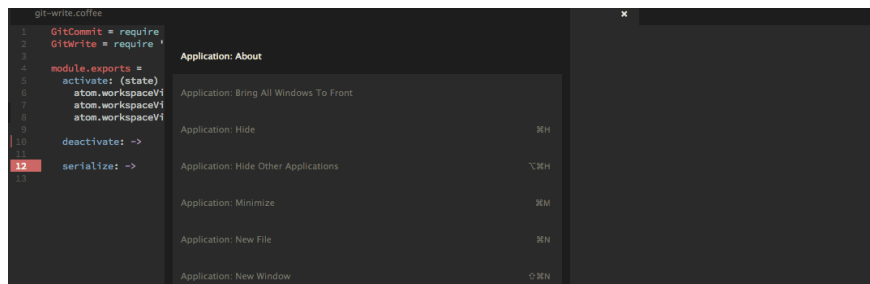 git-write.coffee
1 GitCommit = require
2 GitWrite = require '
3
4 module.exports =
5 activate: (state)
6 atom.workspaceVi
7 atom.workspaceVi
8 atom.workspaceVi
9
10 deactivate: ->
11
12 serialize: ->
13
Application: About
Application: Bring All Windows To Front
Application: Hide ⌘H
Application: Hide Other Applications ⌥⌘H
Application: Minimize ⌘M
Application: New File ⌘N
Application: New Window ⇧⌘N